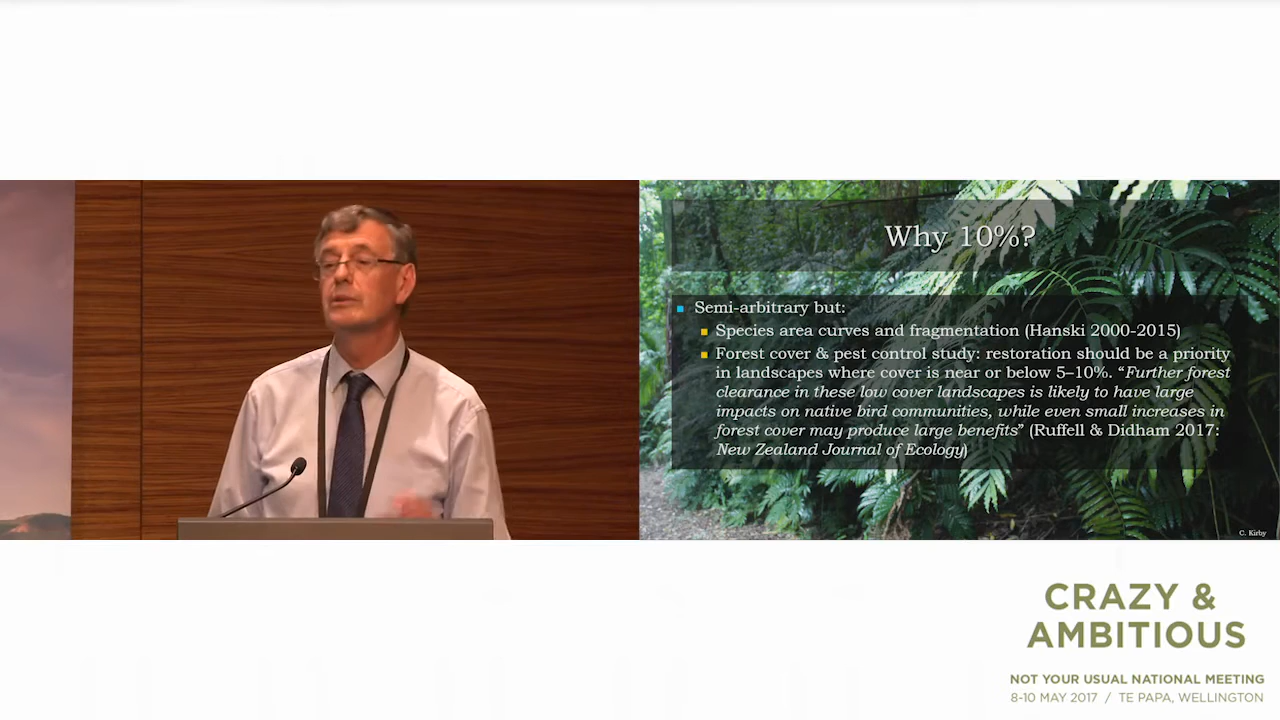 Why 10%?
Semi-arbitrary but:
Species area curves and fragmentation (Hanski 2000-2015)
Forest cover & pest control study: restoration should be a priority
in landscapes where cover is near or below 5–10%. “Further forest
clearance in these low cover landscapes is likely to have large
impacts on native bird communities, while even small increases in
forest cover may produce large benefits” (Ruffell & Didham 2017:
New Zealand Journal of Ecology)
C. Kirby
CRAZY &
AMBITIOUS
NOT YOUR USUAL NATIONAL MEETING
8-10 MAY 2017 / TE PAPA, WELLINGTON